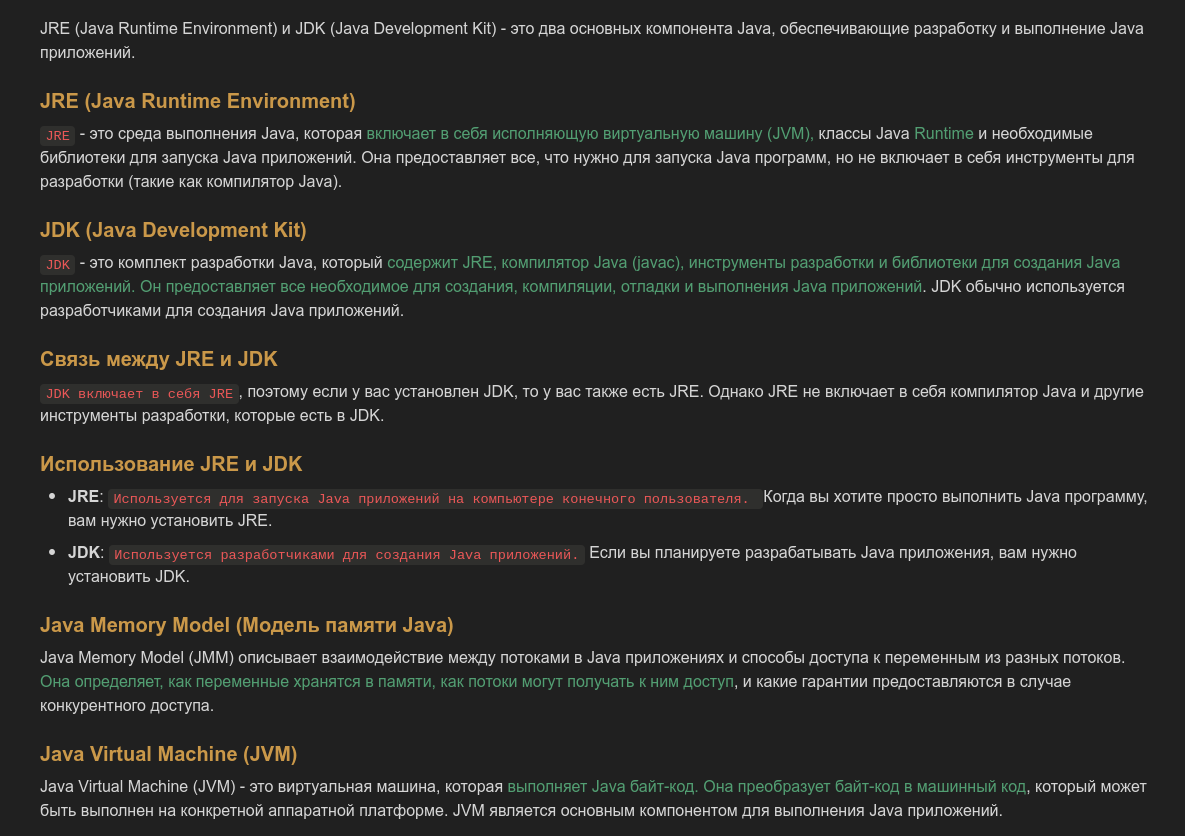 JRE (Java Runtime Environment) и JDK (Java Development Kit) - это два основных компонента Java, обеспечивающие разработку и выполнение Java
приложений.
JRE (Java Runtime Environment)
JRE - это среда выполнения Java, которая включает в себя исполняющую виртуальную машину (JVM), классы Java Runtime и необходимые
библиотеки для запуска Java приложений. Она предоставляет все, что нужно для запуска Java программ, но не включает в себя инструменты для
разработки (такие как компилятор Java).
JDK (Java Development Kit)
JDK - это комплект разработки Java, который содержит JRE, компилятор Java (javac), инструменты разработки и библиотеки для создания Java
приложений. Он предоставляет все необходимое для создания, компиляции, отладки и выполнения Java приложений. JDK обычно используется
разработчиками для создания Java приложений.
Связь между JRE и JDK
JDK включает в себя JRE, поэтому если у вас установлен JDK, то у вас также есть JRE. Однако JRE не включает в себя компилятор Java и другие
инструменты разработки, которые есть в JDK.
Использование JRE и JDK
• JRE: Используется для запуска Java приложений на компьютере конечного пользователя. Когда вы хотите просто выполнить Java программу,
вам нужно установить JRE.
• JDK: Используется разработчиками для создания Java приложений. Если вы планируете разрабатывать Java приложения, вам нужно
установить JDK.
Java Memory Model (Модель памяти Java)
Java Memory Model (JMM) описывает взаимодействие между потоками в Java приложениях и способы доступа к переменным из разных потоков.
Она определяет, как переменные хранятся в памяти, как потоки могут получать к ним доступ, и какие гарантии предоставляются в случае
конкурентного доступа.
Java Virtual Machine (JVM)
Java Virtual Machine (JVM) - это виртуальная машина, которая выполняет Java байт-код. Она преобразует байт-код в машинный код, который может
быть выполнен на конкретной аппаратной платформе. JVM является основным компонентом для выполнения Java приложений.